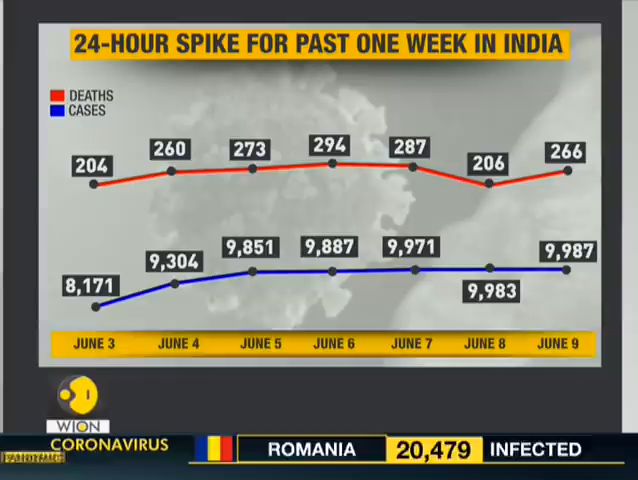 24-HOUR SPIKE FOR PAST ONE WEEK IN INDIA
DEATHS
CASES
204 260 273 294 287 206 266
8,171 9,304 9,851 9,887 9,971 9,983 9,987
JUNE 3 JUNE 4 JUNE 5 JUNE 6 JUNE 7 JUNE 8 JUNE 9
WION
CORONAVIRUS
ROMANIA 20,479 INFECTED